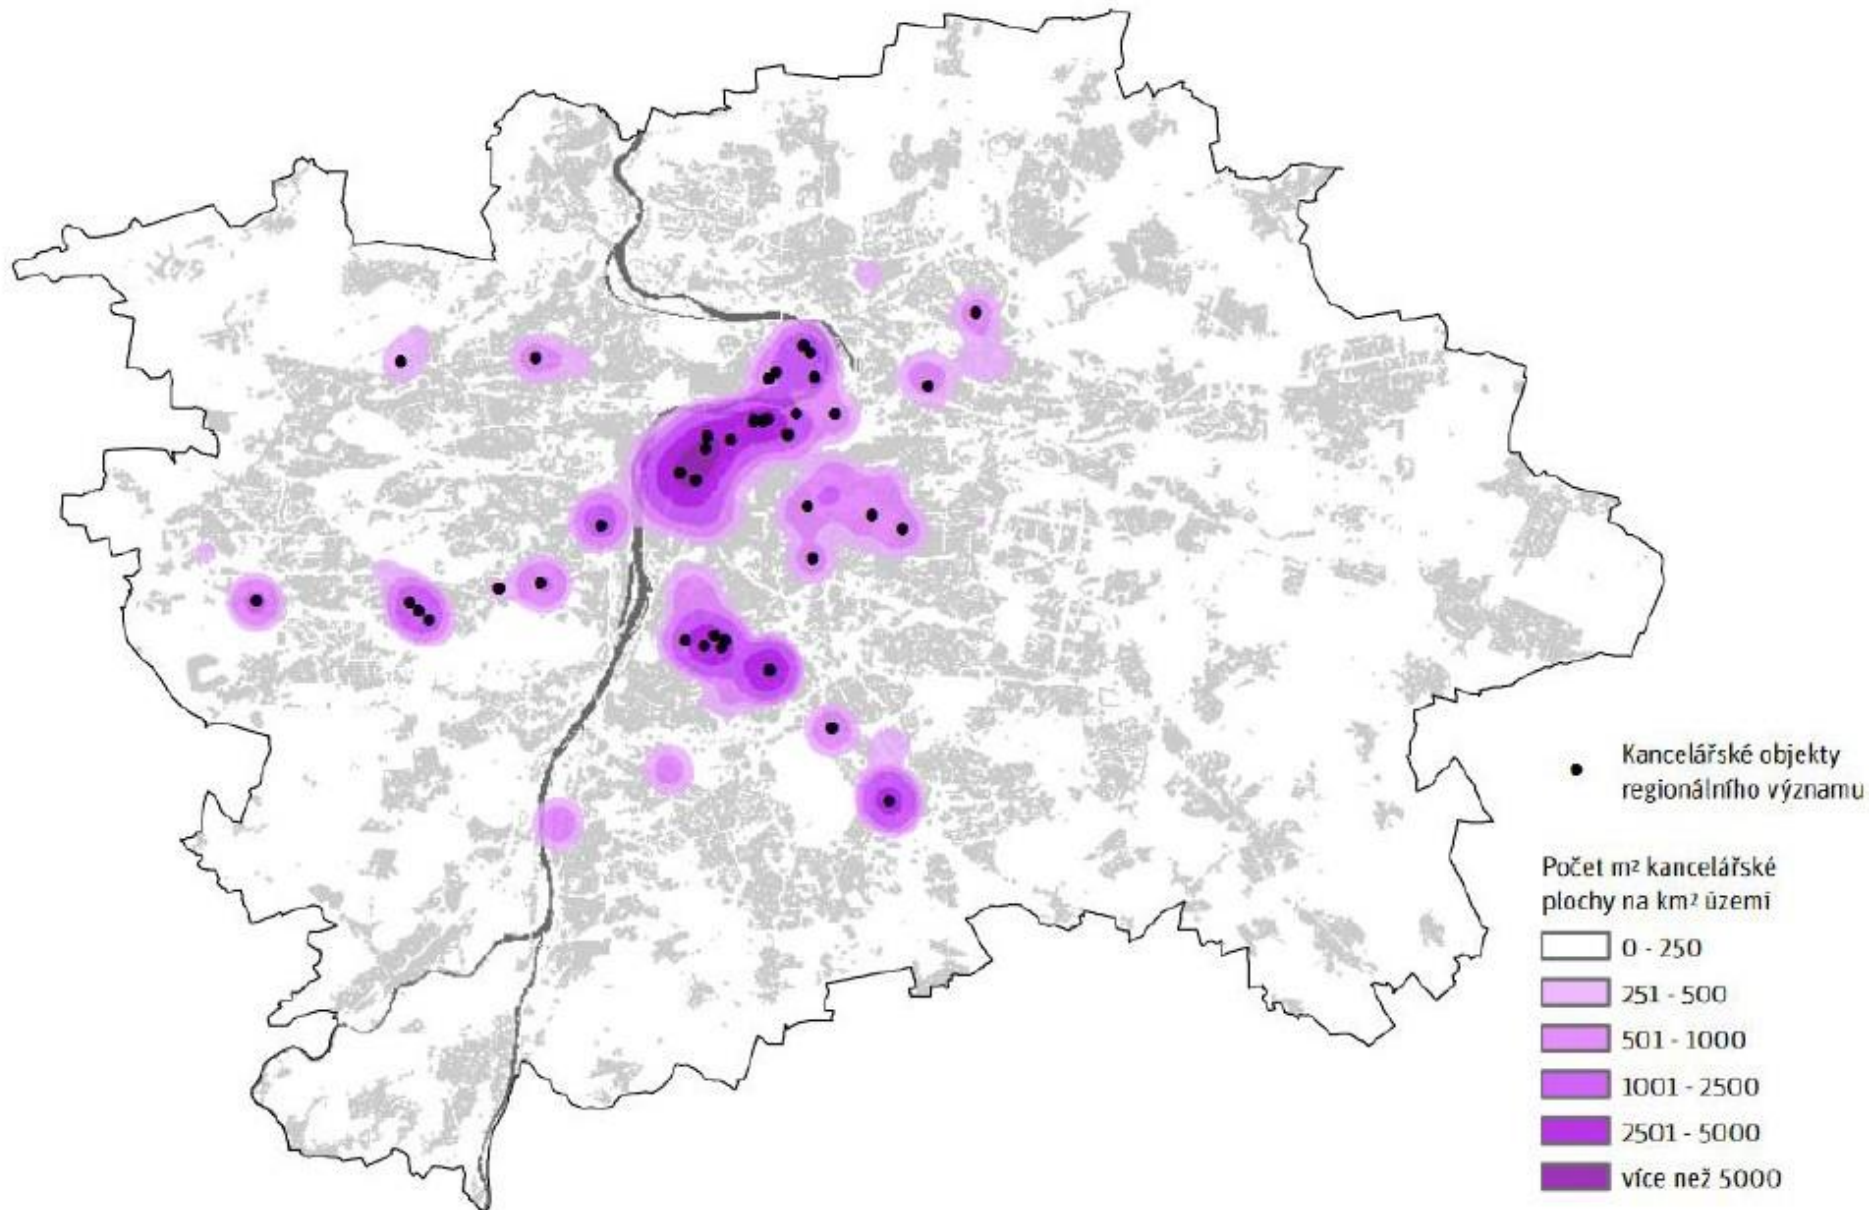 Kancelářské objekty
regionálního významu
Počet m² kancelářské
plochy na km² území
0 - 250
251 - 500
501 - 1000
1001 - 2500
2501 - 5000
více než 5000